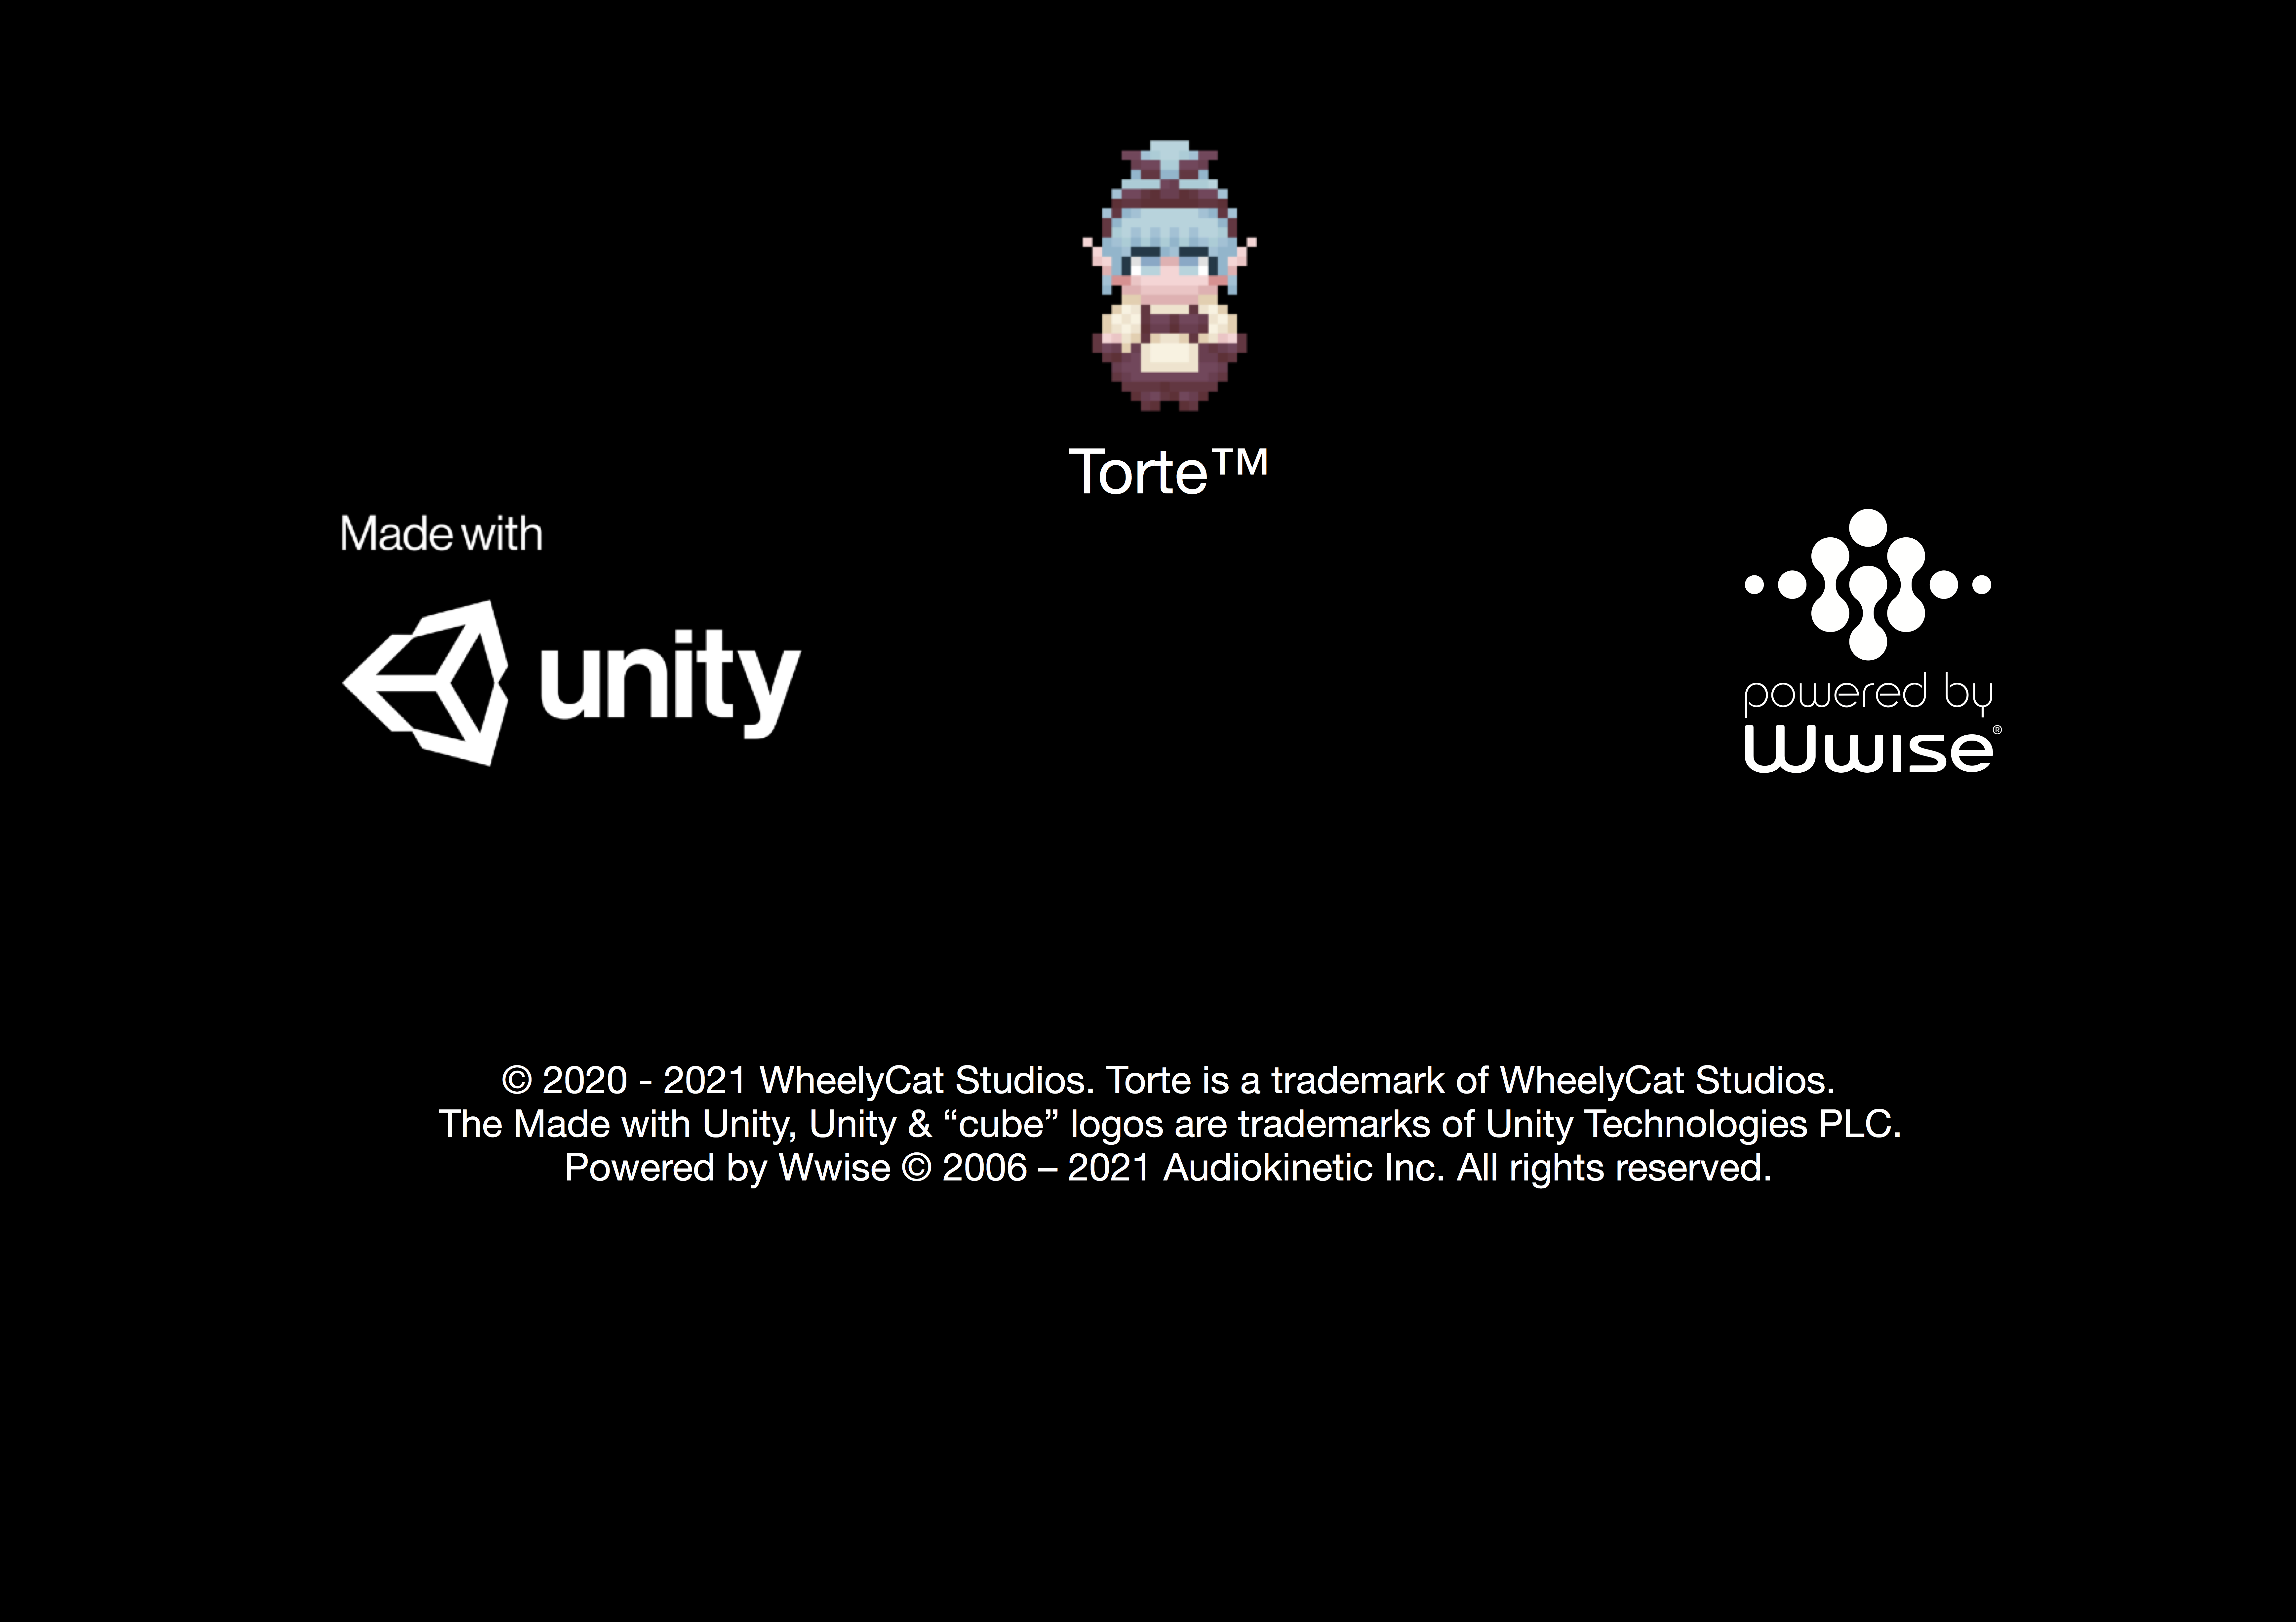 Torte™
Made with
unity
powered by
Wwise®
© 2020 - 2021 WheelyCat Studios. Torte is a trademark of WheelyCat Studios.
The Made with Unity, Unity & “cube” logos are trademarks of Unity Technologies PLC.
Powered by Wwise © 2006 – 2021 Audiokinetic Inc. All rights reserved.